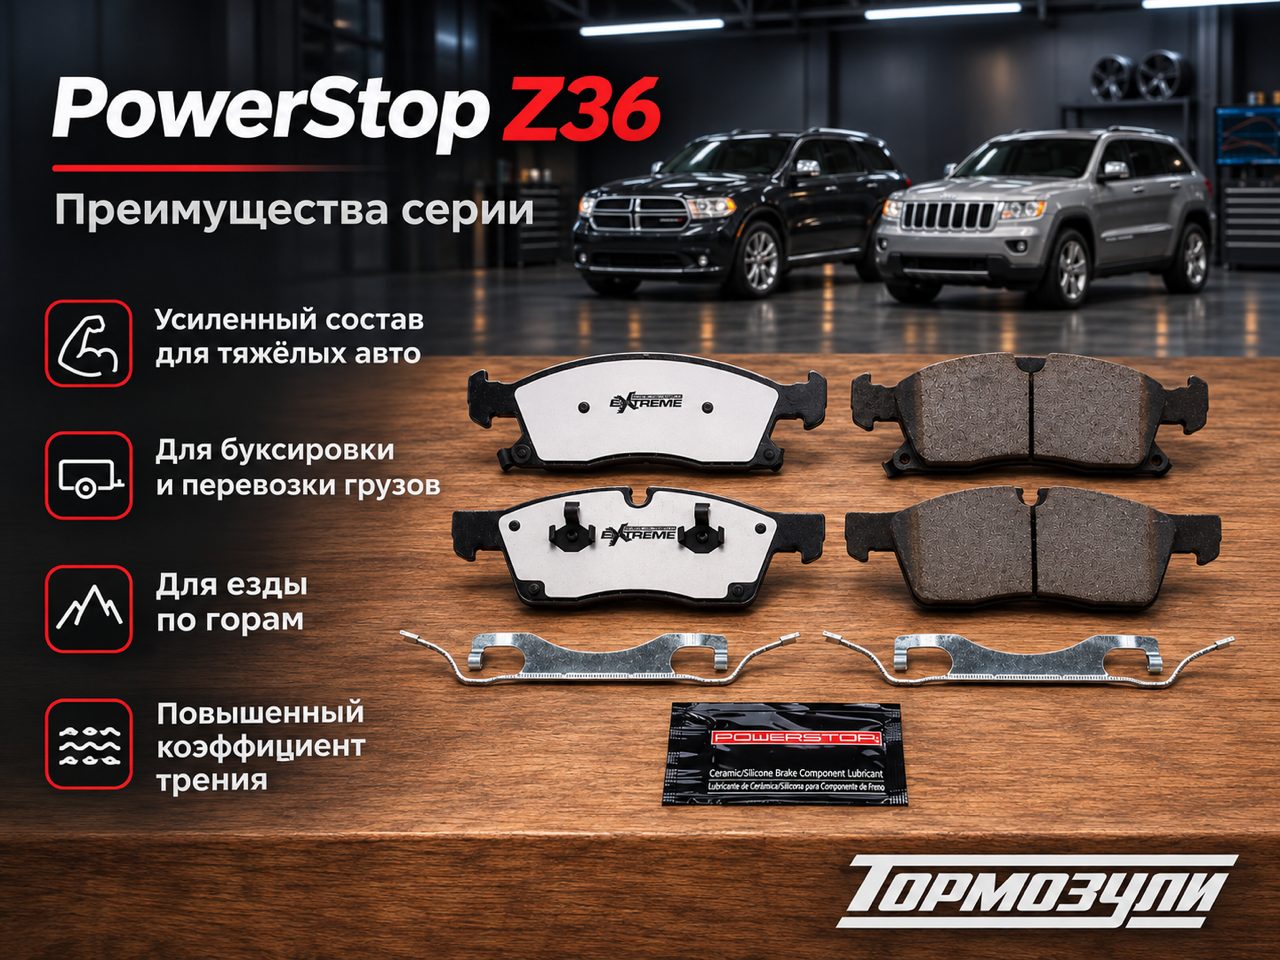 PowerStop Z36
Преимущества серии
Усиленный состав
для тяжёлых авто
Для буксировки
и перевозки грузов
Для езды
по горам
Повышенный
коэффициент
трения
EXTREME
EXTREME
POWERSTOP
Ceramic/Silicone Brake Component Lubricant
Lubricante de Cerámica/Silicona para Componente de Freno
ТОРМОЗУЛИ